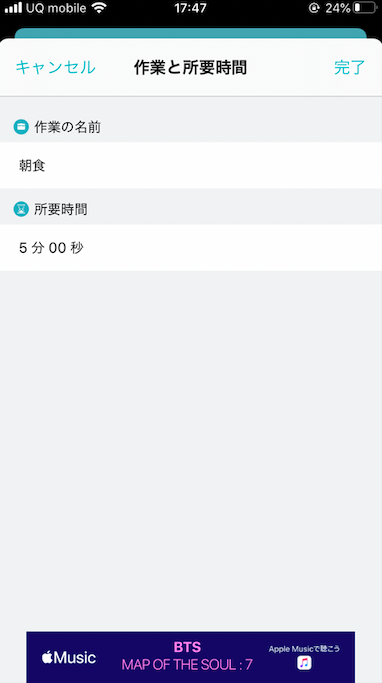 UQ mobile 17:47 24%
キャンセル 作業と所要時間 完了
作業の名前
朝食
所要時間
5 分 00 秒
Music BTS Apple Musicで聴こう
MAP OF THE SOUL : 7